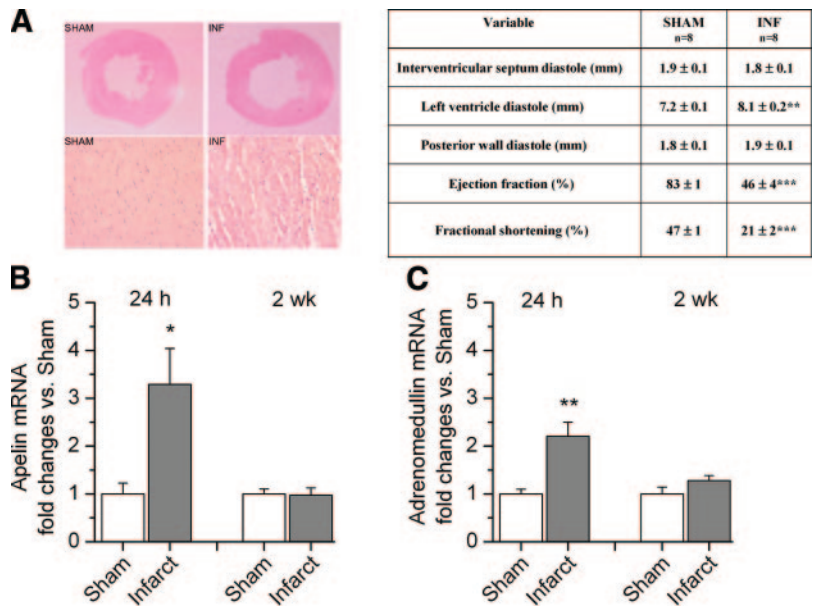 A
SHAM
INF
SHAM
INF
Variable
SHAM
n=8
INF
n=8
Interventricular septum diastole (mm)
1.9 ± 0.1
1.8 ± 0.1
Left ventricle diastole (mm)
7.2 ± 0.1
8.1 ± 0.2**
Posterior wall diastole (mm)
1.8 ± 0.1
1.9 ± 0.1
Ejection fraction (%)
83 ± 1
46 ± 4***
Fractional shortening (%)
47 ± 1
21 ± 2***
B
24 h
2 wk
Apelin mRNA
fold changes vs. Sham
5
4
3
2
1
0
*
Sham
Infarct
Sham
Infarct
C
24 h
2 wk
Adrenomedullin mRNA
fold changes vs. Sham
5
4
3
2
1
0
**
Sham
Infarct
Sham
Infarct